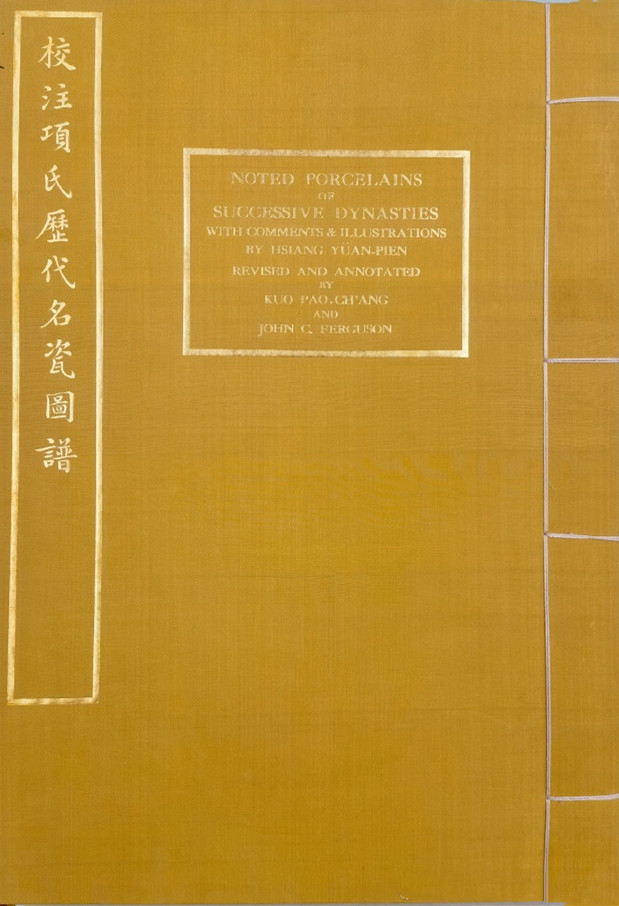 校注項氏歷代名瓷圖譜
NOTED PORCELAINS
OF
SUCCESSIVE DYNASTIES
WITH COMMENTS & ILLUSTRATIONS
BY HSIANG YÜAN-PIEN
REVISED AND ANNOTATED
BY
KUO PAO-CH'ANG
AND
JOHN C. FERGUSON